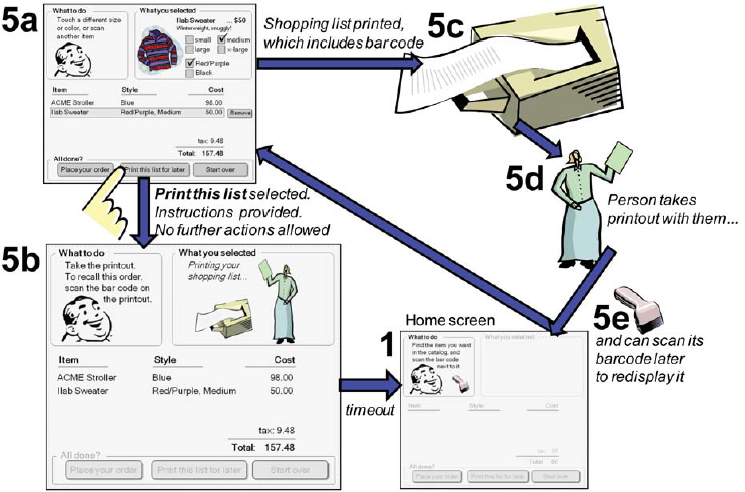 5a
What to do
Touch a different size
or color, or scan
another item
What you selected
Ilab Sweater ... $50
Winterweight, snuggly!
small medium
large x-large
Red/Purple
Black
Item Style Cost
ACME Stroller Blue 98.00
Ilab Sweater Red/Purple, Medium 50.00 Remove
tax: 9.48
Total: 157.48
All done?
Place your order Print this list for later Start over
Shopping list printed,
which includes bar code
5c
5d
Person takes
printout with them...
Print this list selected.
Instructions provided.
No further actions allowed
5b
What to do
Take the printout.
To recall this order,
scan the bar code on
the printout.
What you selected
Printing your
shopping list...
Item Style Cost
ACME Stroller Blue 98.00
Ilab Sweater Red/Purple, Medium 50.00
tax: 9.48
Total: 157.48
All done?
Place your order Print this list for later Start over
timeout
5e
and can scan its
barcode later
to redisplay it
Home screen
1
What to do
Find the item you want
in the catalog, and
scan the bar code
next to it
What you selected
Item Style Cost
tax
Total
All done?
Place your order Print this list for later Start over